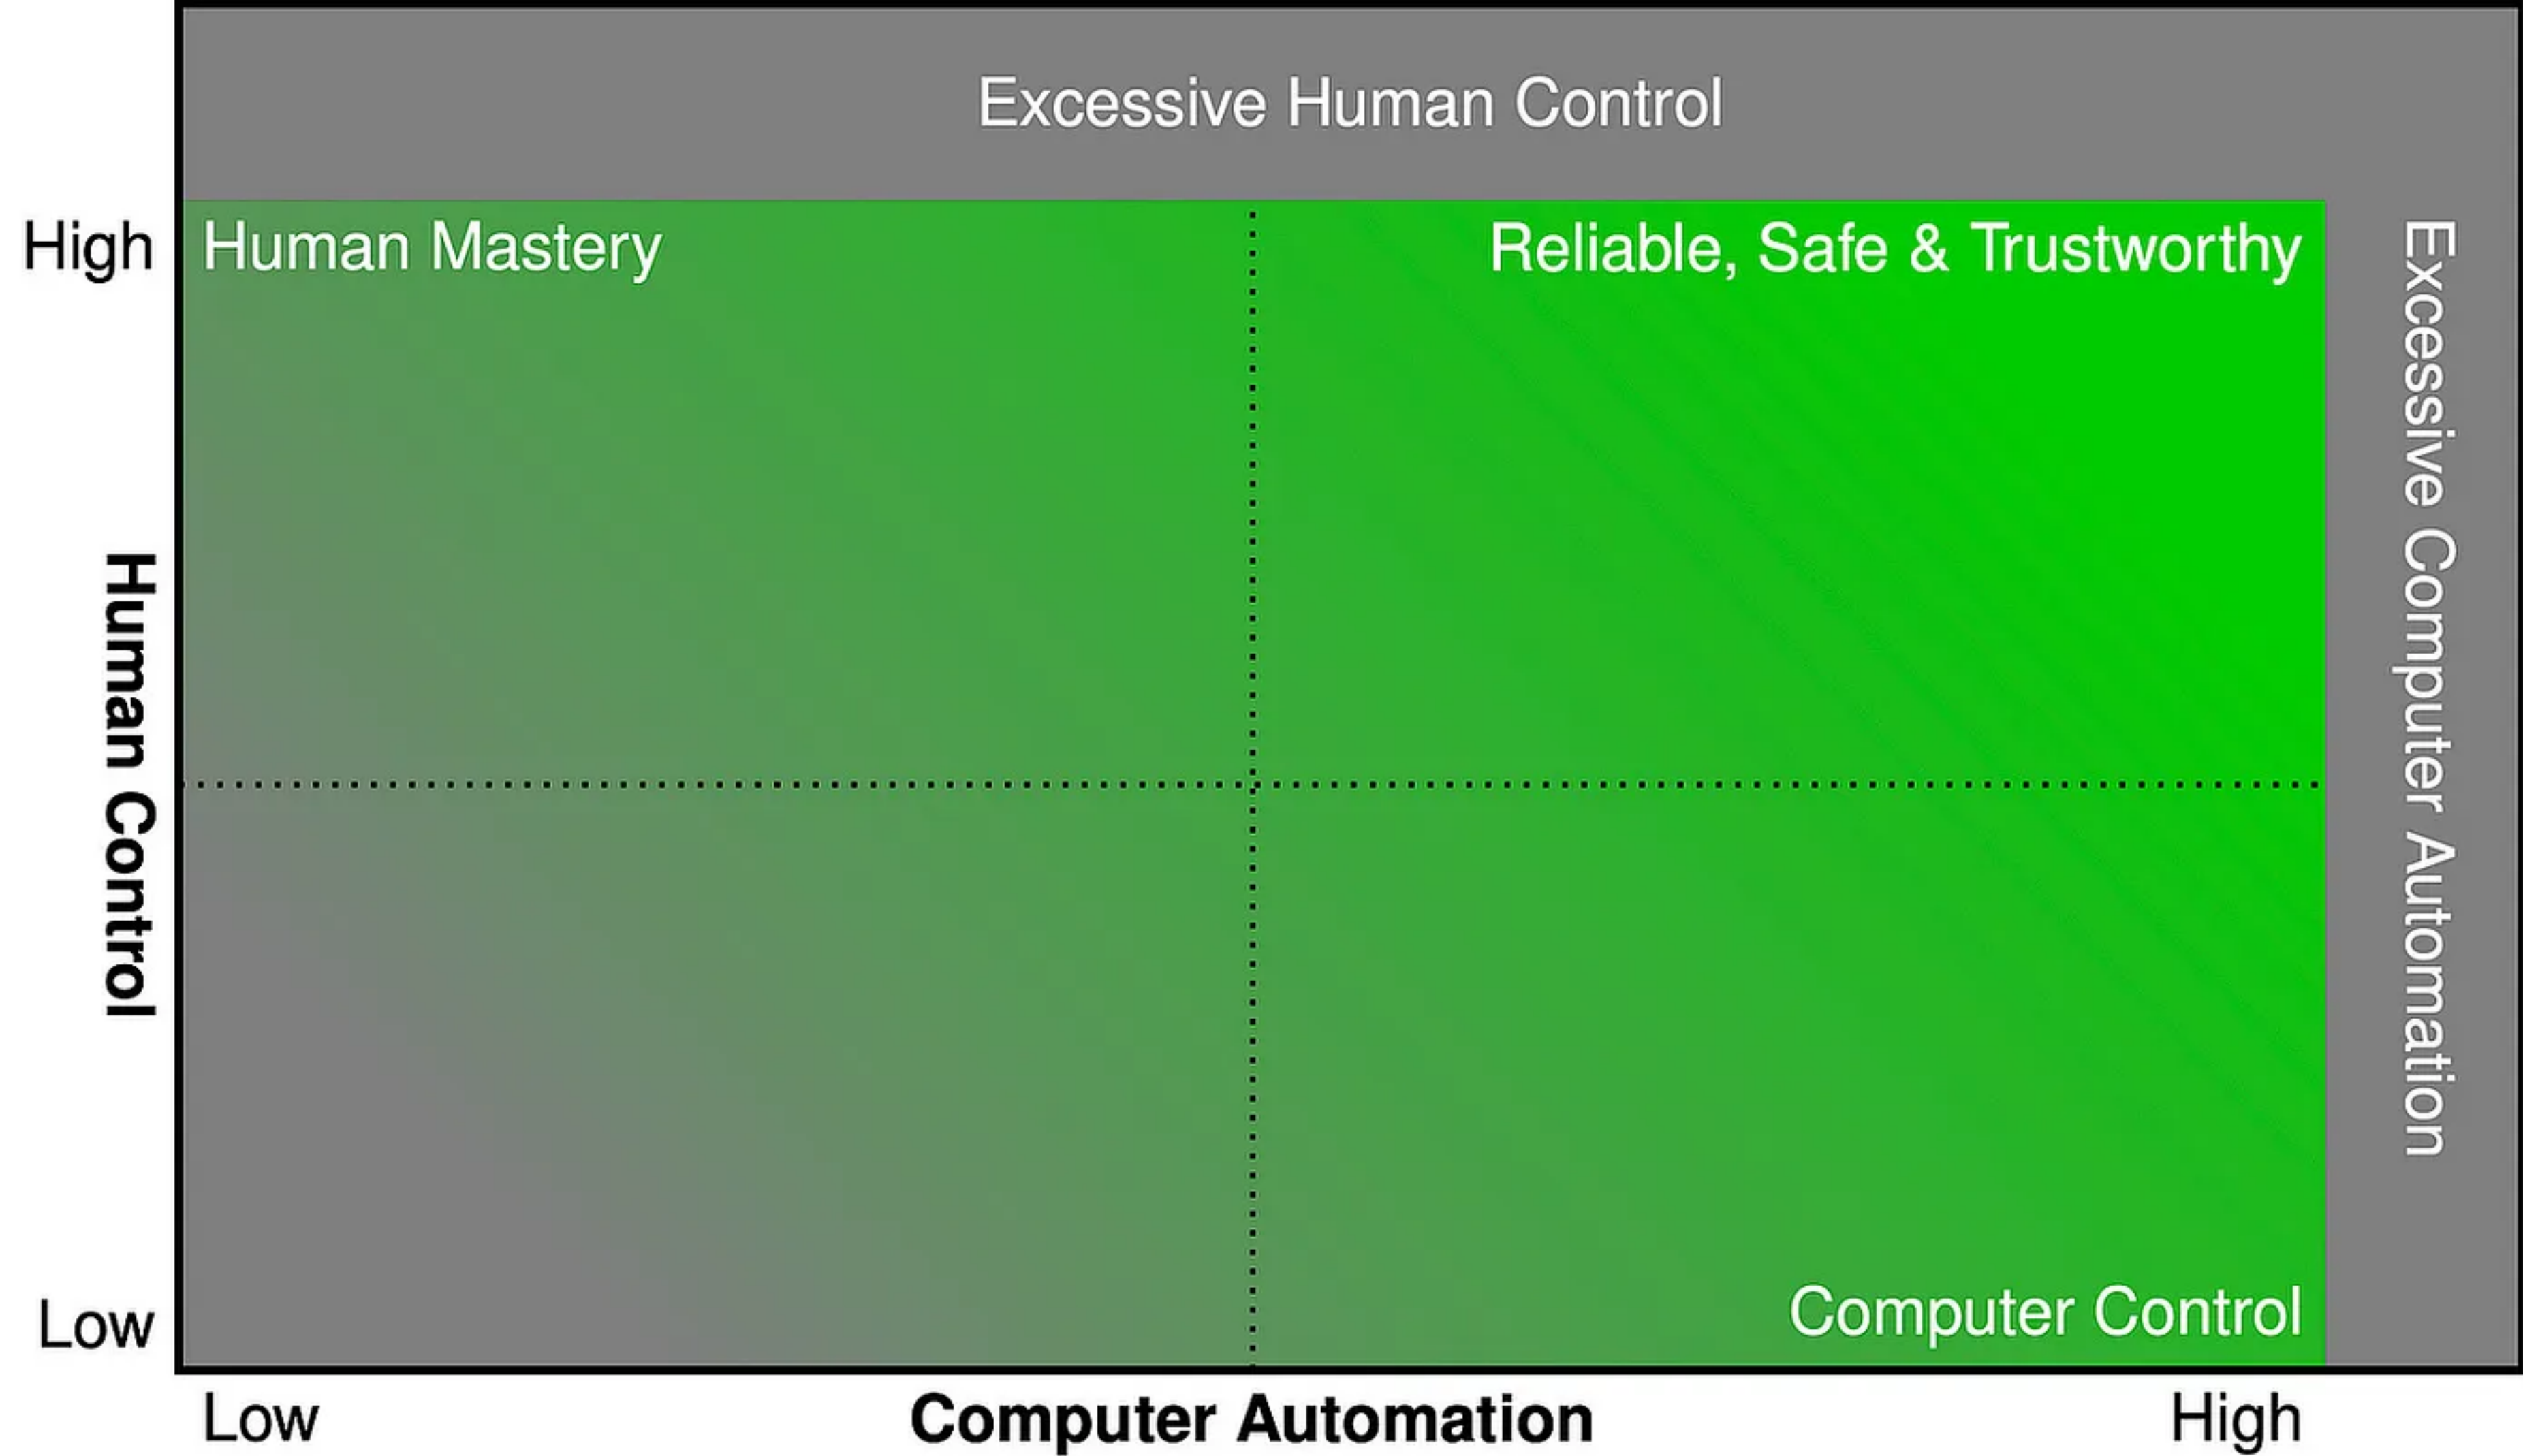 Excessive Human Control
High
Human Mastery
Reliable, Safe & Trustworthy
Excessive Computer Automation
Human Control
Computer Control
Low
Low
Computer Automation
High